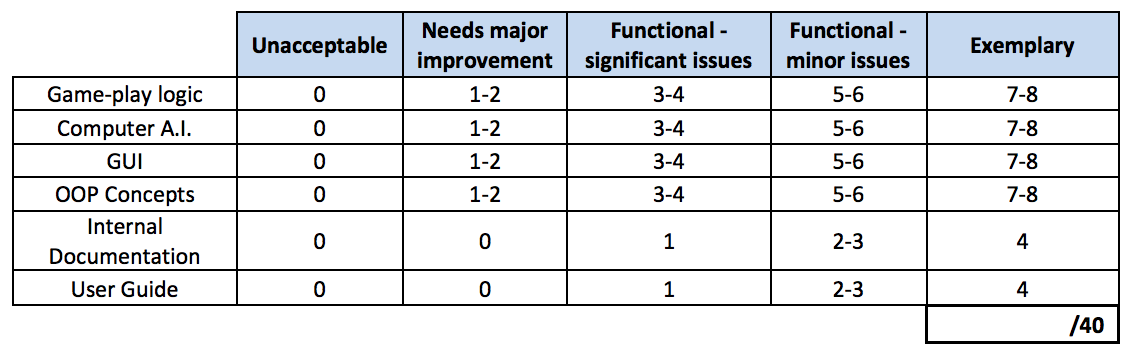 Unacceptable Needs major improvement Functional - significant issues Functional - minor issues Exemplary
Game-play logic 0 1-2 3-4 5-6 7-8
Computer A.I. 0 1-2 3-4 5-6 7-8
GUI 0 1-2 3-4 5-6 7-8
OOP Concepts 0 1-2 3-4 5-6 7-8
Internal Documentation 0 0 1 2-3 4
User Guide 0 0 1 2-3 4
/40